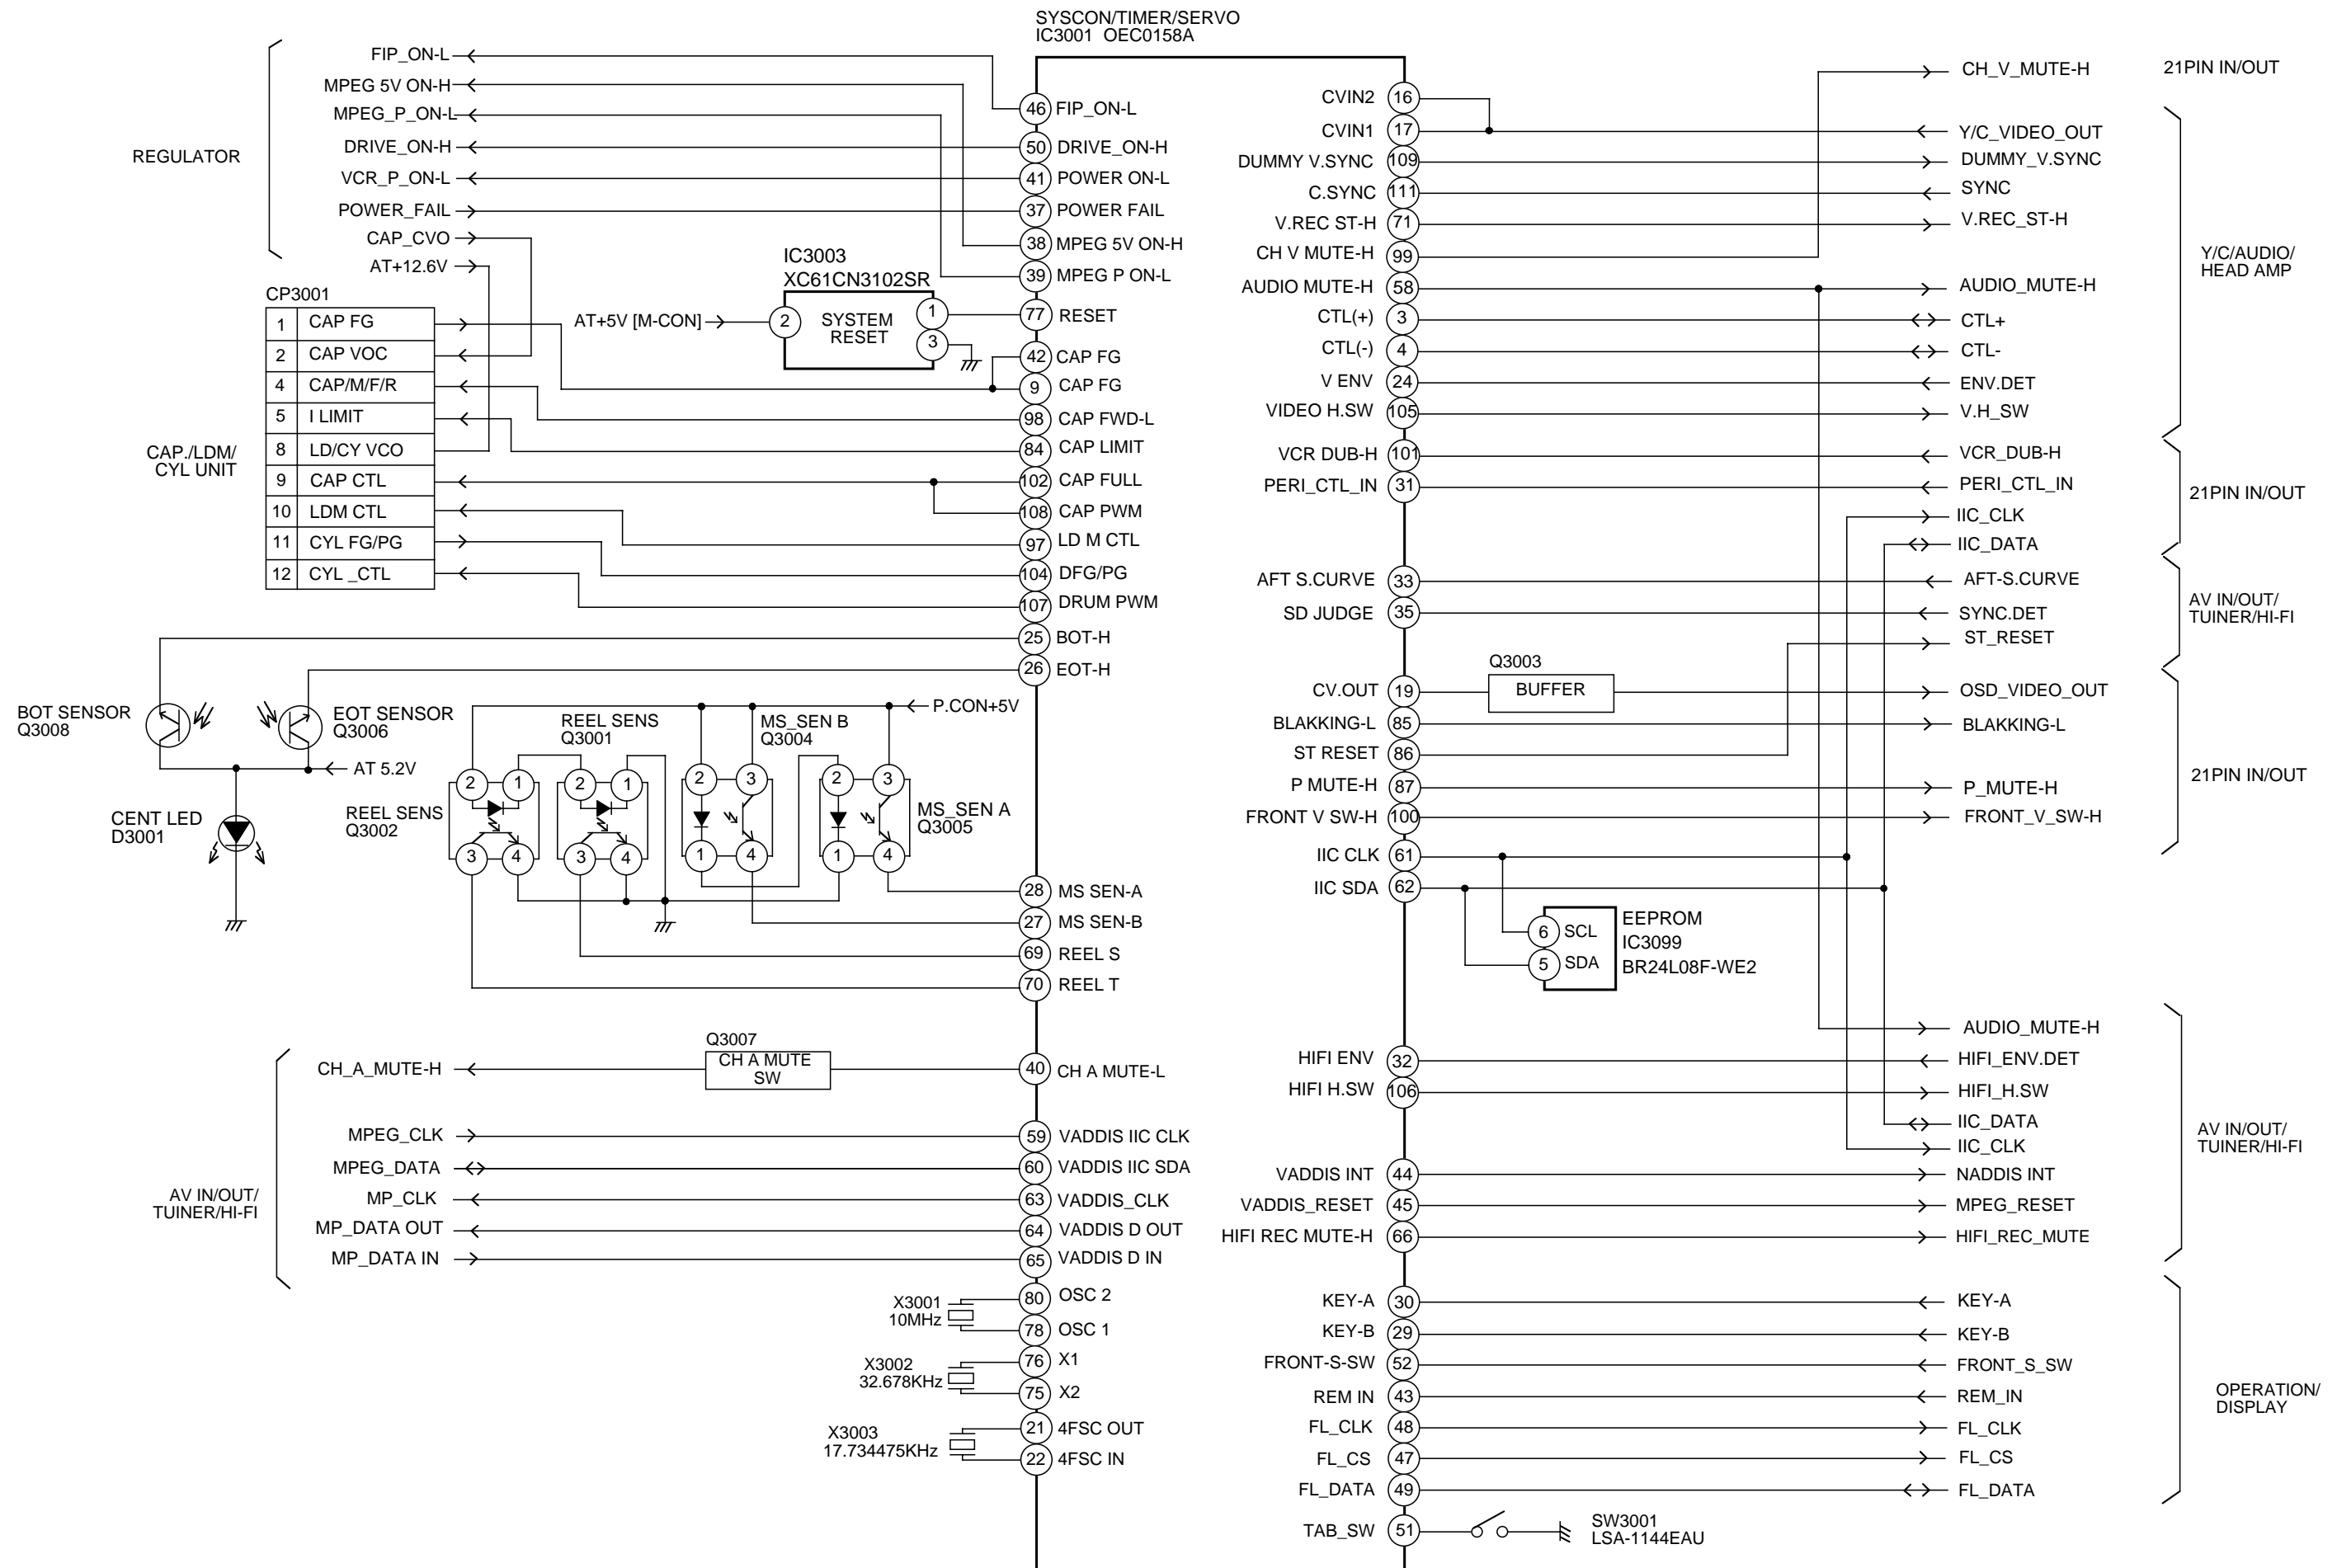 SYSCON/TIMER/SERVO
IC3001 OEC0158A
REGULATOR
FIP_ON-L
MPEG 5V ON-H
MPEG_P_ON-L
DRIVE_ON-H
VCR_P_ON-L
POWER_FAIL
CAP_CVO
AT+12.6V
46 FIP_ON-L
50 DRIVE_ON-H
41 POWER ON-L
37 POWER FAIL
38 MPEG 5V ON-H
39 MPEG P ON-L
77 RESET
42 CAP FG
9 CAP FG
98 CAP FWD-L
84 CAP LIMIT
102 CAP FULL
108 CAP PWM
97 LD M CTL
104 DFG/PG
107 DRUM PWM
25 BOT-H
26 EOT-H
IC3003
XC61CN3102SR
AT+5V [M-CON]
2
SYSTEM
RESET
1
3
CP3001
1 CAP FG
2 CAP VOC
4 CAP/M/F/R
5 I LIMIT
8 LD/CY VCO
9 CAP CTL
10 LDM CTL
11 CYL FG/PG
12 CYL _CTL
CAP./LDM/
CYL UNIT
BOT SENSOR
Q3008
EOT SENSOR
Q3006
AT 5.2V
CENT LED
D3001
P.CON+5V
REEL SENS
Q3001
MS_SEN B
Q3004
REEL SENS
Q3002
MS_SEN A
Q3005
2 1 2 1 2 3 2 3
3 4 3 4 1 4 1 4
28 MS SEN-A
27 MS SEN-B
69 REEL S
70 REEL T
Q3007
CH A MUTE
SW
CH_A_MUTE-H
40 CH A MUTE-L
AV IN/OUT/
TUINER/HI-FI
MPEG_CLK
MPEG_DATA
MP_CLK
MP_DATA OUT
MP_DATA IN
59 VADDIS IIC CLK
60 VADDIS IIC SDA
63 VADDIS_CLK
64 VADDIS D OUT
65 VADDIS D IN
X3001
10MHz
80 OSC 2
78 OSC 1
X3002
32.678KHz
76 X1
75 X2
X3003
17.734475KHz
21 4FSC OUT
22 4FSC IN
CVIN2 16
CVIN1 17
DUMMY V.SYNC 109
C.SYNC 111
V.REC ST-H 71
CH V MUTE-H 99
AUDIO MUTE-H 58
CTL(+) 3
CTL(-) 4
V ENV 24
VIDEO H.SW 105
VCR DUB-H 101
PERI_CTL_IN 31
AFT S.CURVE 33
SD JUDGE 35
CV.OUT 19
BLAKKING-L 85
ST RESET 86
P MUTE-H 87
FRONT V SW-H 100
IIC CLK 61
IIC SDA 62
Q3003
BUFFER
6 SCL
5 SDA
EEPROM
IC3099
BR24L08F-WE2
HIFI ENV 32
HIFI H.SW 106
VADDIS INT 44
VADDIS_RESET 45
HIFI REC MUTE-H 66
KEY-A 30
KEY-B 29
FRONT-S-SW 52
REM IN 43
FL_CLK 48
FL_CS 47
FL_DATA 49
TAB_SW 51
SW3001
LSA-1144EAU
CH_V_MUTE-H
21PIN IN/OUT
Y/C_VIDEO_OUT
DUMMY_V.SYNC
SYNC
V.REC_ST-H
AUDIO_MUTE-H
CTL+
CTL-
ENV.DET
V.H_SW
Y/C/AUDIO/
HEAD AMP
VCR_DUB-H
PERI_CTL_IN
IIC_CLK
IIC_DATA
21PIN IN/OUT
AFT-S.CURVE
SYNC.DET
ST_RESET
AV IN/OUT/
TUINER/HI-FI
OSD_VIDEO_OUT
BLAKKING-L
P_MUTE-H
FRONT_V_SW-H
21PIN IN/OUT
AUDIO_MUTE-H
HIFI_ENV.DET
HIFI_H.SW
IIC_DATA
IIC_CLK
NADDIS INT
MPEG_RESET
HIFI_REC_MUTE
AV IN/OUT/
TUINER/HI-FI
KEY-A
KEY-B
FRONT_S_SW
REM_IN
FL_CLK
FL_CS
FL_DATA
OPERATION/
DISPLAY